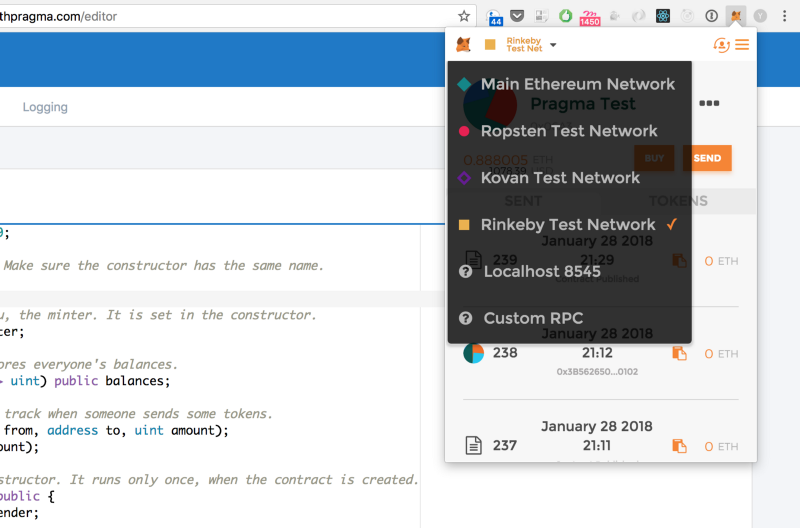 thpragma.com/editor
44
1450
Y
Rinkeby
Test Net
Logging
Main Ethereum Network
Pragma Test
Ropsten Test Network
0.888005 ETH
BUY
SEND
Kovan Test Network
SENT
TOKENS
Rinkeby Test Network
January 28 2018
239
21:29
0 ETH
Contract Published
Localhost 8545
Custom RPC
January 28 2018
238
21:12
0 ETH
0x3B562650...0102
January 28 2018
237
21:11
0 ETH
0;
Make sure the constructor has the same name.
u, the minter. It is set in the constructor.
ter;
ores everyone's balances.
> uint) public balances;
track when someone sends some tokens.
from, address to, uint amount);
ount);
structor. It runs only once, when the contract is created.
public {
ender;